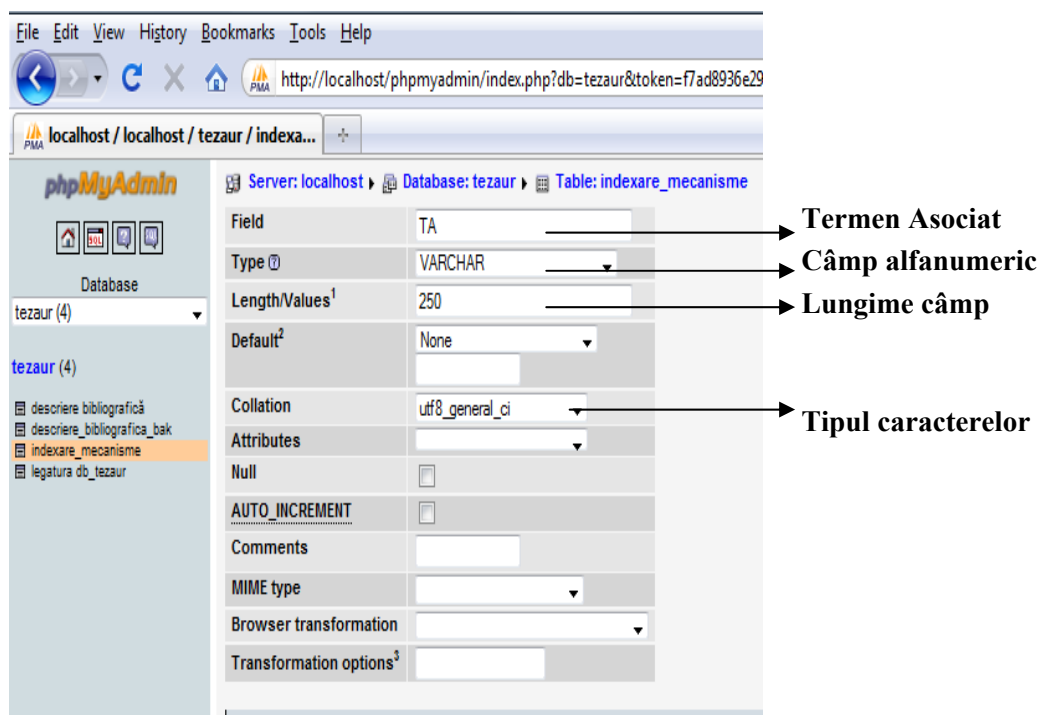 File Edit View History Bookmarks Tools Help
PMA http://localhost/phpmyadmin/index.php?db=tezaur&token=f7ad8936e29
PMA localhost / localhost / tezaur / indexa...
phpMyAdmin
SQL
Database
tezaur (4)
tezaur (4)
descriere bibliografică
descriere_bibliografica_bak
indexare_mecanisme
legatura db_tezaur
Server: localhost Database: tezaur Table: indexare_mecanisme
Field TA Termen Asociat
Type VARCHAR Câmp alfanumeric
Length/Values1 250 Lungime câmp
Default2 None
Collation utf8_general_ci Tipul caracterelor
Attributes
Null
AUTO_INCREMENT
Comments
MIME type
Browser transformation
Transformation options3